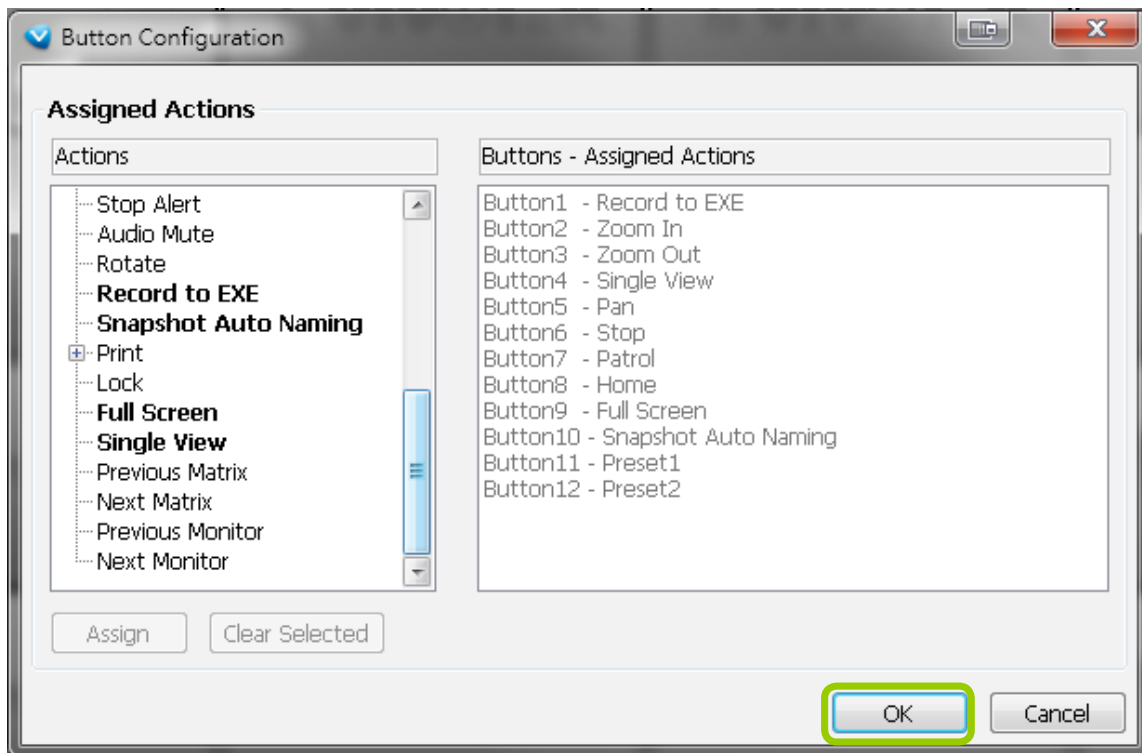 Button Configuration
Assigned Actions
Actions
Stop Alert
Audio Mute
Rotate
Record to EXE
Snapshot Auto Naming
Print
Lock
Full Screen
Single View
Previous Matrix
Next Matrix
Previous Monitor
Next Monitor
Assign
Clear Selected
Buttons - Assigned Actions
Button1 - Record to EXE
Button2 - Zoom In
Button3 - Zoom Out
Button4 - Single View
Button5 - Pan
Button6 - Stop
Button7 - Patrol
Button8 - Home
Button9 - Full Screen
Button10 - Snapshot Auto Naming
Button11 - Preset1
Button12 - Preset2
OK
Cancel